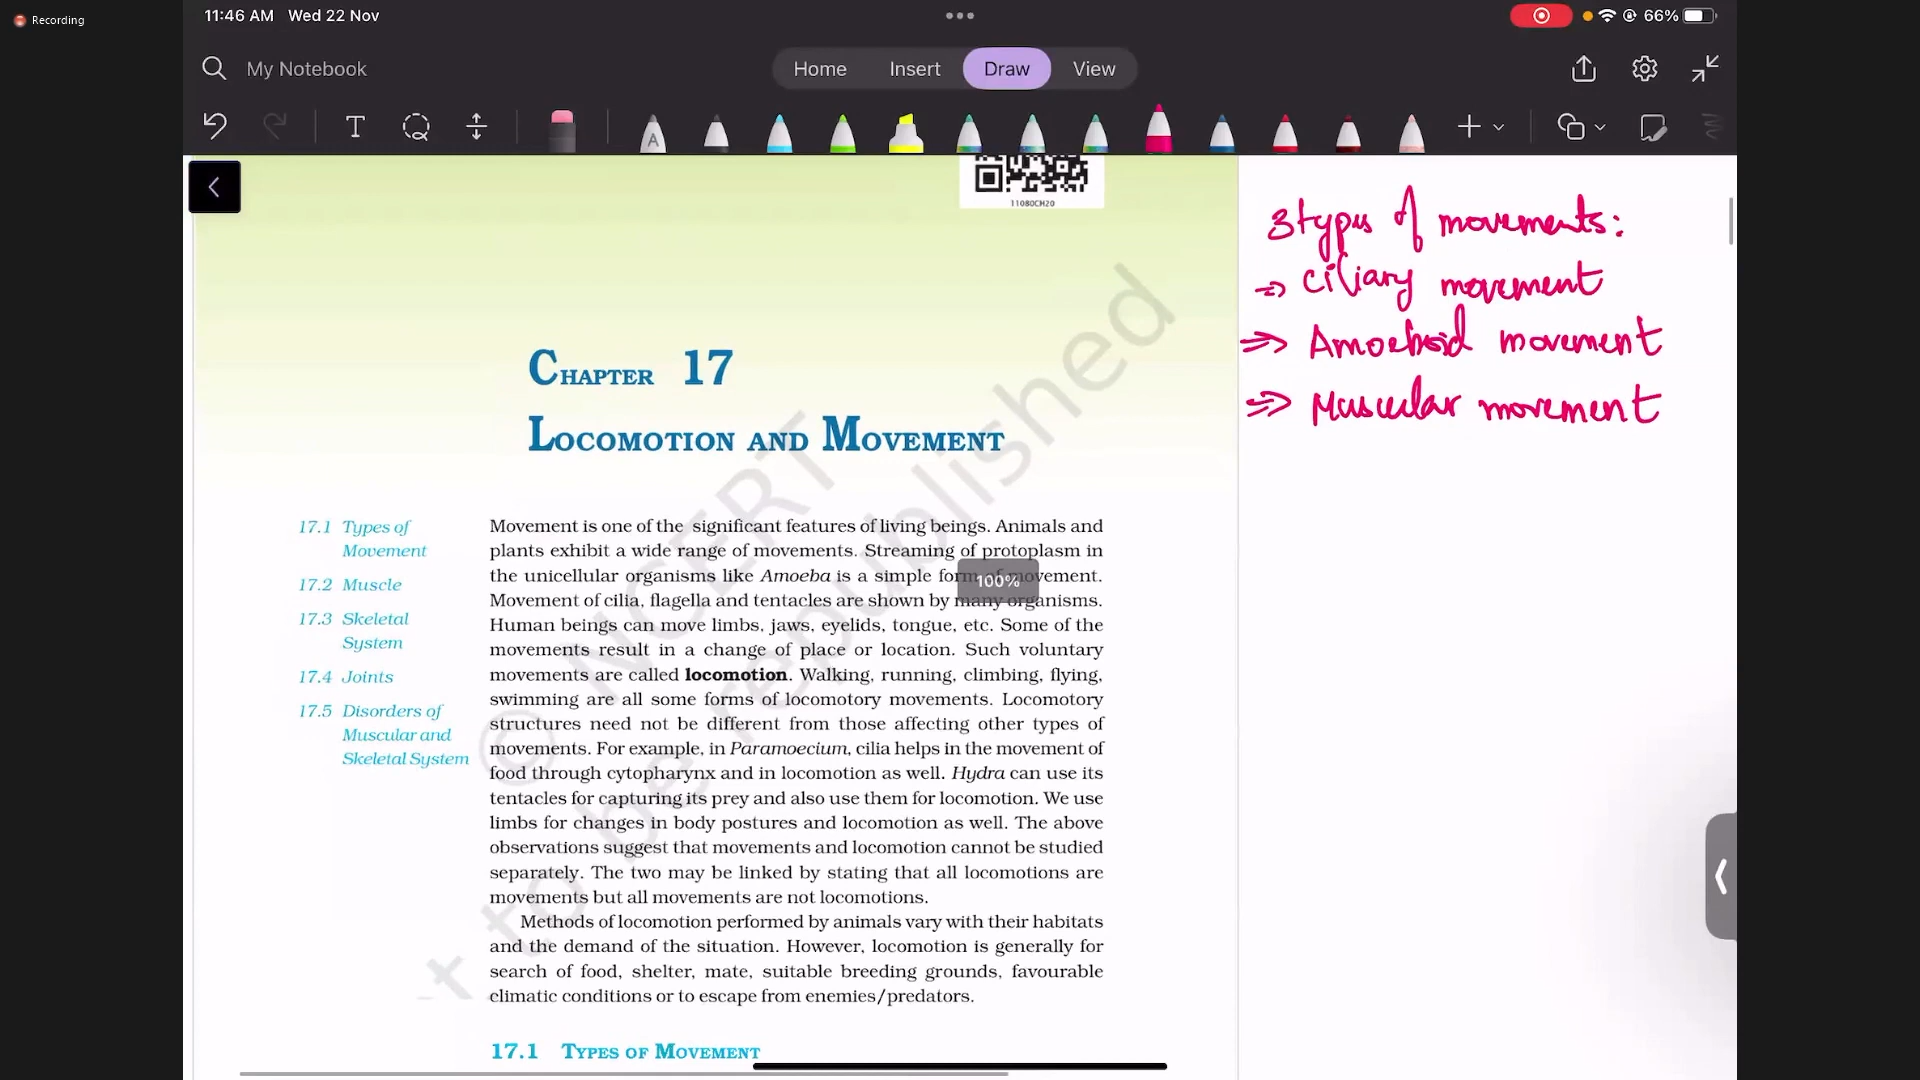 Recording
11:46 AM Wed 22 Nov
66%
My Notebook
Home Insert Draw View
T
A
11080CH20
3 types of movements:
→ Ciliary movement
⇒ Amoeboid movement
⇒ Muscular movement
CHAPTER 17
LOCOMOTION AND MOVEMENT
17.1 Types of
Movement
17.2 Muscle
17.3 Skeletal
System
17.4 Joints
17.5 Disorders of
Muscular and
Skeletal System
Movement is one of the significant features of living beings. Animals and
plants exhibit a wide range of movements. Streaming of protoplasm in
the unicellular organisms like Amoeba is a simple form of movement.
Movement of cilia, flagella and tentacles are shown by many organisms.
Human beings can move limbs, jaws, eyelids, tongue, etc. Some of the
movements result in a change of place or location. Such voluntary
movements are called locomotion. Walking, running, climbing, flying,
swimming are all some forms of locomotory movements. Locomotory
structures need not be different from those affecting other types of
movements. For example, in Paramoecium, cilia helps in the movement of
food through cytopharynx and in locomotion as well. Hydra can use its
tentacles for capturing its prey and also use them for locomotion. We use
limbs for changes in body postures and locomotion as well. The above
observations suggest that movements and locomotion cannot be studied
separately. The two may be linked by stating that all locomotions are
movements but all movements are not locomotions.
Methods of locomotion performed by animals vary with their habitats
and the demand of the situation. However, locomotion is generally for
search of food, shelter, mate, suitable breeding grounds, favourable
climatic conditions or to escape from enemies/predators.
17.1 TYPES OF MOVEMENT
100%
© NCERT
t to be republished